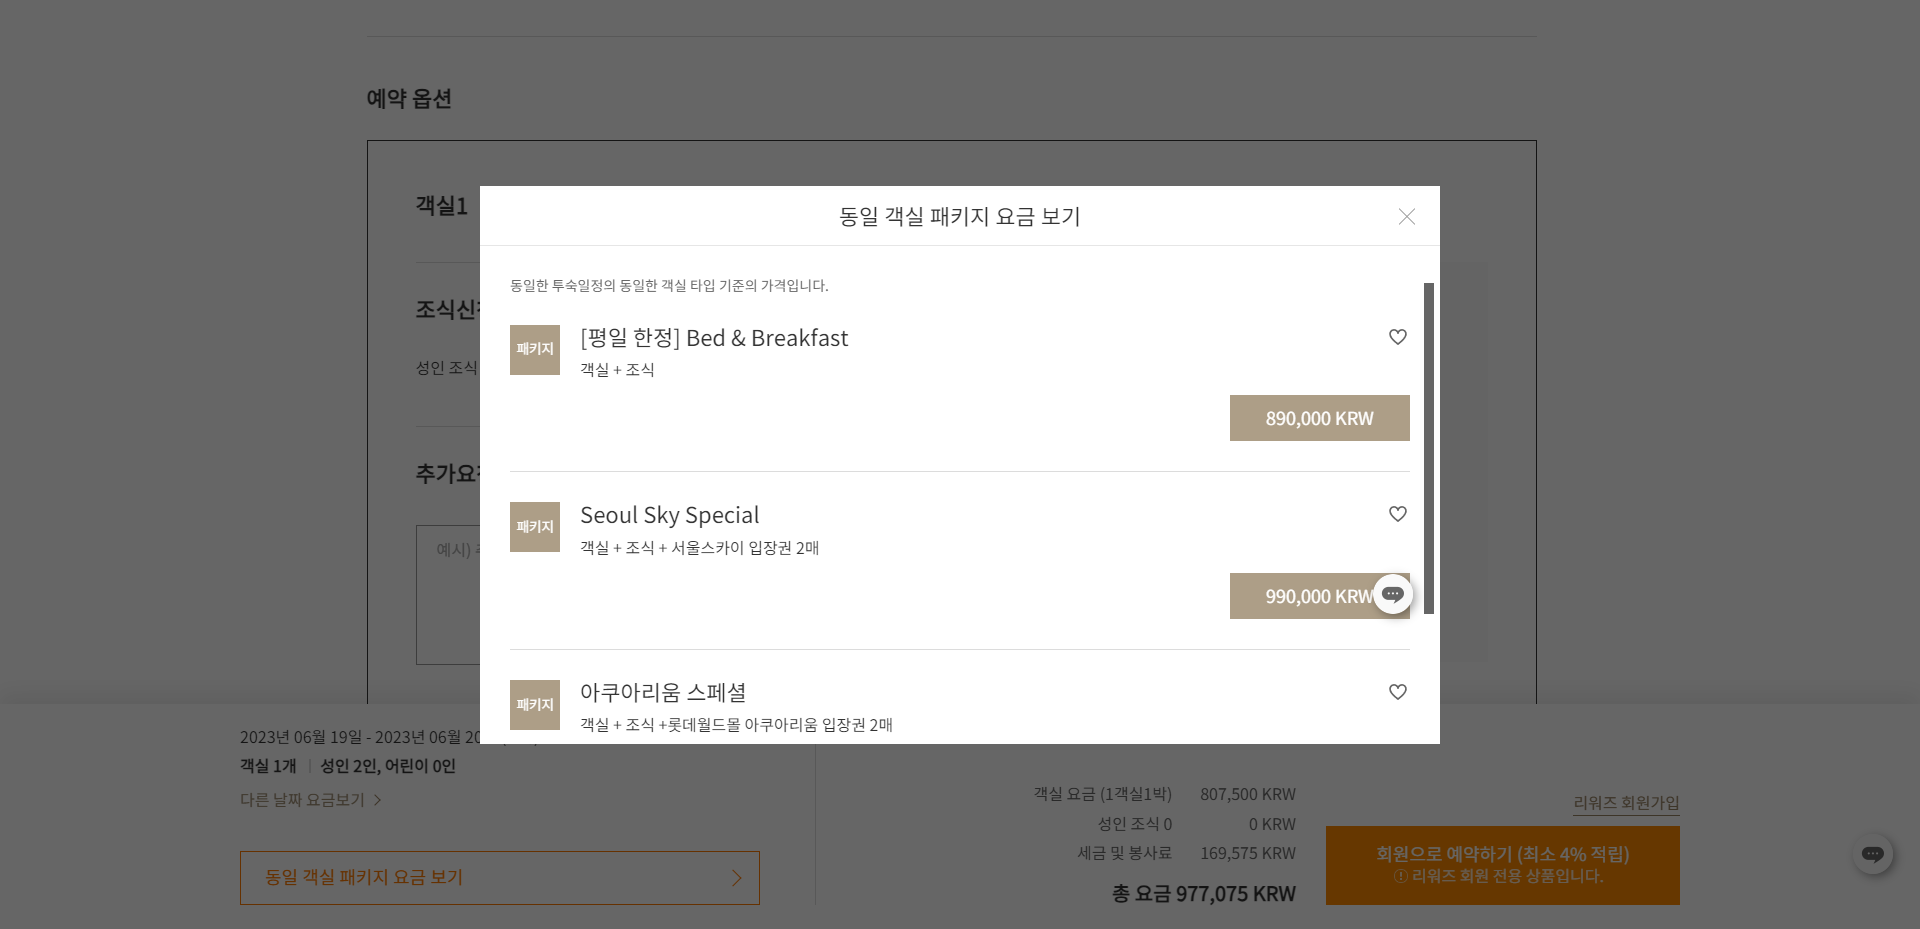 예약 옵션
객실1
동일 객실 패키지 요금 보기
동일한 투숙일정의 동일한 객실 타입 기준의 가격입니다.
패키지
[평일 한정] Bed & Breakfast
객실 + 조식
890,000 KRW
패키지
Seoul Sky Special
객실 + 조식 + 서울스카이 입장권 2매
990,000 KRW
패키지
아쿠아리움 스페셜
객실 + 조식 +롯데월드몰 아쿠아리움 입장권 2매
성인 조식
예시)
2023년 06월 19일 - 2023년 06월 20
객실 1개 | 성인 2인, 어린이 0인
다른 날짜 요금보기
동일 객실 패키지 요금 보기
객실 요금 (1객실1박) 807,500 KRW
성인 조식 0 0 KRW
세금 및 봉사료 169,575 KRW
총 요금 977,075 KRW
리워즈 회원가입
회원으로 예약하기 (최소 4% 적립)
리워즈 회원 전용 상품입니다.